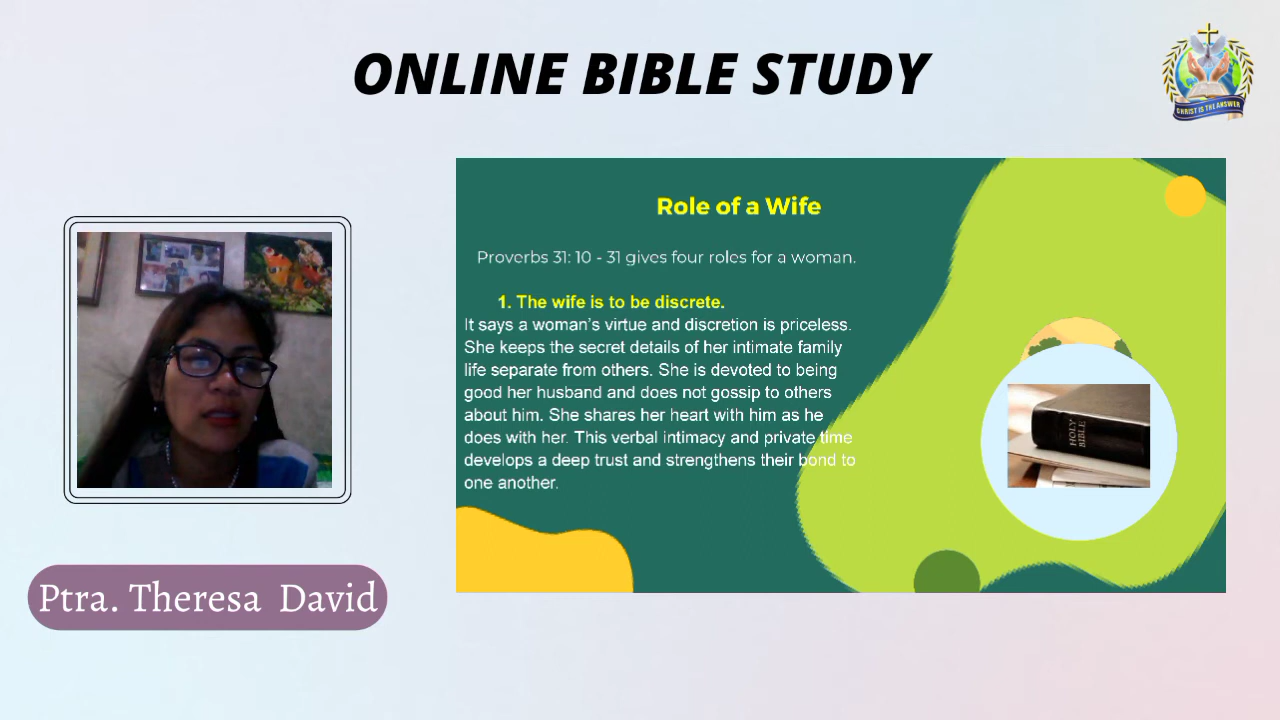 ONLINE BIBLE STUDY
CHRIST IS THE ANSWER
Role of a Wife
Proverbs 31: 10 - 31 gives four roles for a woman.
1. The wife is to be discrete.
It says a woman's virtue and discretion is priceless.
She keeps the secret details of her intimate family
life separate from others. She is devoted to being
good her husband and does not gossip to others
about him. She shares her heart with him as he
does with her. This verbal intimacy and private time
develops a deep trust and strengthens their bond to
one another.
HOLY
BIBLE
Ptra. Theresa David